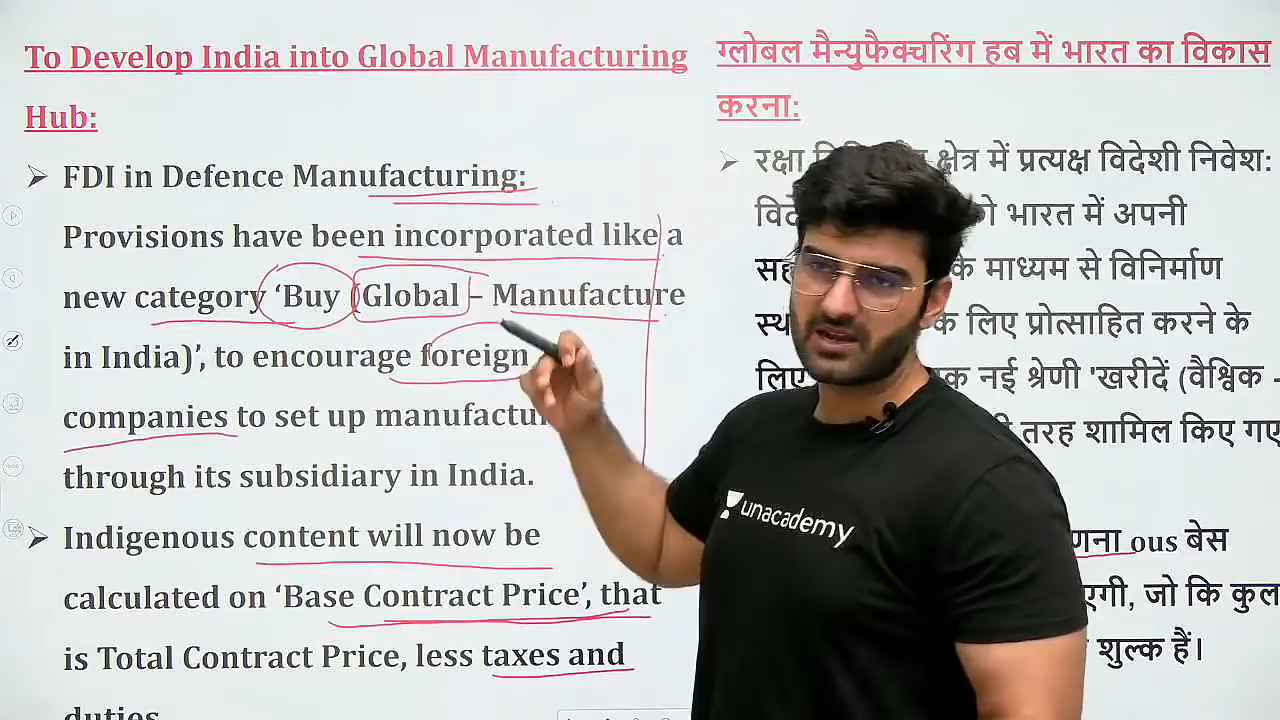 To Develop India into Global Manufacturing
Hub:
➢ FDI in Defence Manufacturing:
Provisions have been incorporated like a
new category ‘Buy (Global – Manufacture
in India)’, to encourage foreign
companies to set up manufactu
through its subsidiary in India.
➢ Indigenous content will now be
calculated on ‘Base Contract Price’, that
is Total Contract Price, less taxes and
duties
ग्लोबल मैन्युफैक्चरिंग हब में भारत का विकास
करना:
➢ रक्षा क्षेत्र में प्रत्यक्ष विदेशी निवेश:
भारत में अपनी
के माध्यम से विनिर्माण
के लिए प्रोत्साहित करने के
लिए एक नई श्रेणी 'खरीदें (वैश्विक -
तरह शामिल किए गए
ous बेस
जो कि कुल
शुल्क हैं।
unacademy